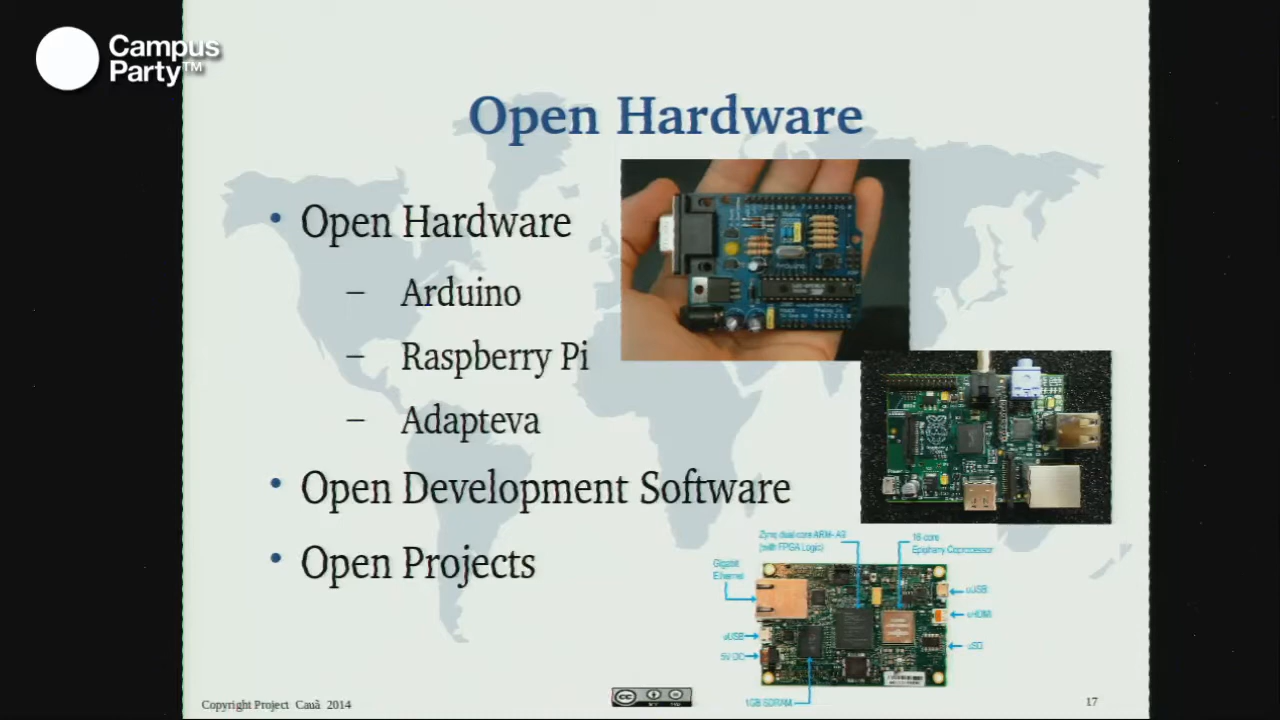 Campus
Party™
Open Hardware
• Open Hardware
– Arduino
– Raspberry Pi
– Adapteva
• Open Development Software
• Open Projects
Zynq dual core ARM- A9
(with FPGA Logic)
16 core
Epiphany Coprocessor
Gigabit
Ethernet
uUSB
uHDMI
uUSB
uSD
5V DC
1GB SDRAM
Copyright Project Cauã 2014
cc
17